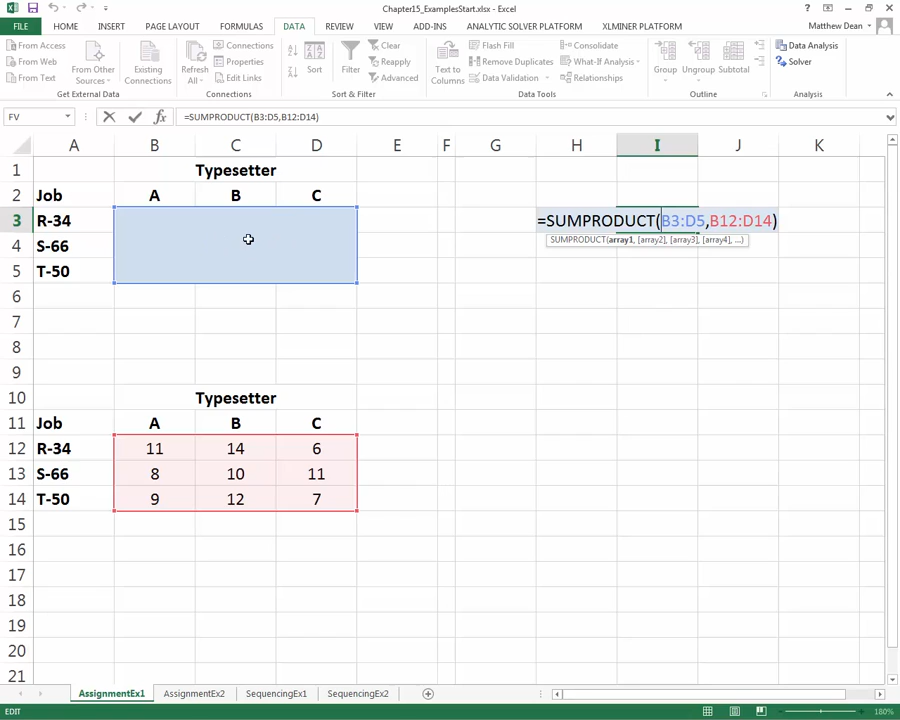 Chapter15_ExamplesStart.xlsx - Excel
FILE HOME INSERT PAGE LAYOUT FORMULAS DATA REVIEW VIEW ADD-INS ANALYTIC SOLVER PLATFORM XLMINER PLATFORM Matthew Dean
From Access
From Web
From Text
From Other Sources
Existing Connections
Refresh All
Connections
Properties
Edit Links
Sort
Filter
Clear
Reapply
Advanced
Text to Columns
Flash Fill
Remove Duplicates
Data Validation
Consolidate
What-If Analysis
Relationships
Group
Ungroup
Subtotal
Data Analysis
Solver
Get External Data Connections Sort & Filter Data Tools Outline Analysis
FV fx =SUMPRODUCT(B3:D5,B12:D14)
A B C D E F G H I J K
1 Typesetter
2 Job A B C
3 R-34 =SUMPRODUCT(B3:D5,B12:D14)
SUMPRODUCT(array1, [array2], [array3], [array4], ...)
4 S-66
5 T-50
6
7
8
9
10 Typesetter
11 Job A B C
12 R-34 11 14 6
13 S-66 8 10 11
14 T-50 9 12 7
15
16
17
18
19
20
21
AssignmentEx1 AssignmentEx2 SequencingEx1 SequencingEx2
EDIT 180%